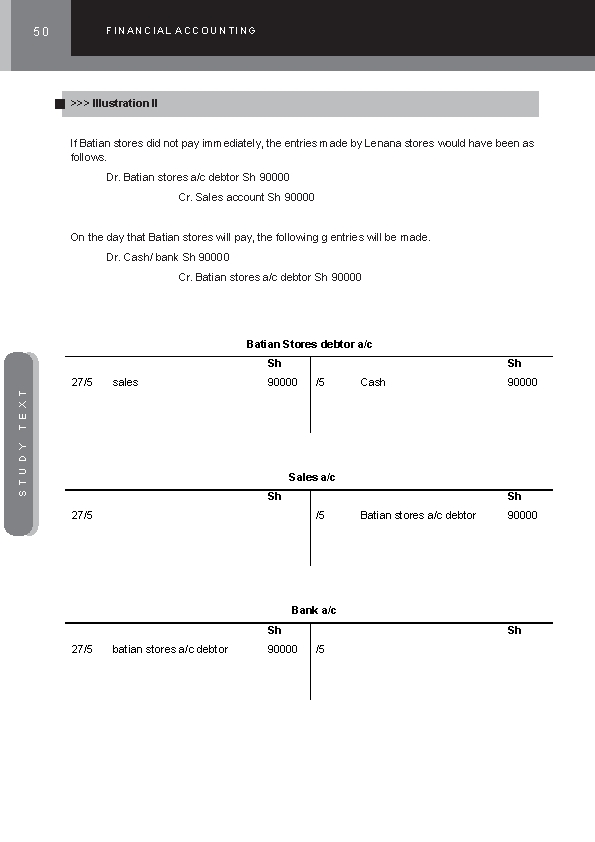 50
FINANCIAL ACCOUNTING
>>> Illustration II
If Batian stores did not pay immediately, the entries made by Lenana stores would have been as
follows.
Dr. Batian stores a/c debtor Sh 90000
Cr. Sales account Sh 90000
On the day that Batian stores will pay, the following g entries will be made.
Dr. Cash/ bank Sh 90000
Cr. Batian stores a/c debtor Sh 90000
STUDY TEXT
Batian Stores debtor a/c
Sh Sh
27/5 sales 90000 /5 Cash 90000
Sales a/c
Sh Sh
27/5 /5 Batian stores a/c debtor 90000
Bank a/c
Sh Sh
27/5 batian stores a/c debtor 90000 /5